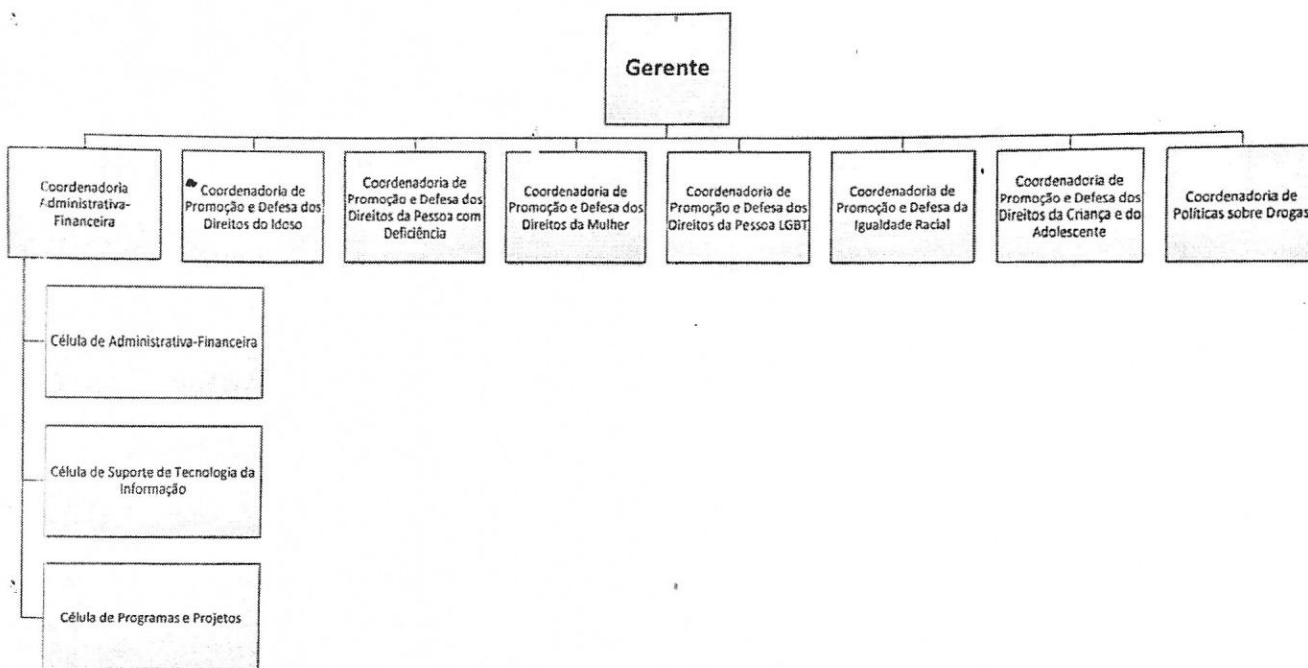 Gerente
Coordenadoria
Administrativa-
Financeira
Coordenadoria de
Promoção e Defesa dos
Direitos do Idoso
Coordenadoria de
Promoção e Defesa dos
Direitos da Pessoa com
Deficiência
Coordenadoria de
Promoção e Defesa dos
Direitos da Mulher
Coordenadoria de
Promoção e Defesa dos
Direitos da Pessoa LGBT
Coordenadoria de
Promoção e Defesa da
Igualdade Racial
Coordenadoria de
Promoção e Defesa dos
Direitos da Criança e do
Adolescente
Coordenadoria de
Políticas sobre Drogas
Célula de Administrativa-Financeira
Célula de Suporte de Tecnologia da
Informação
Célula de Programas e Projetos